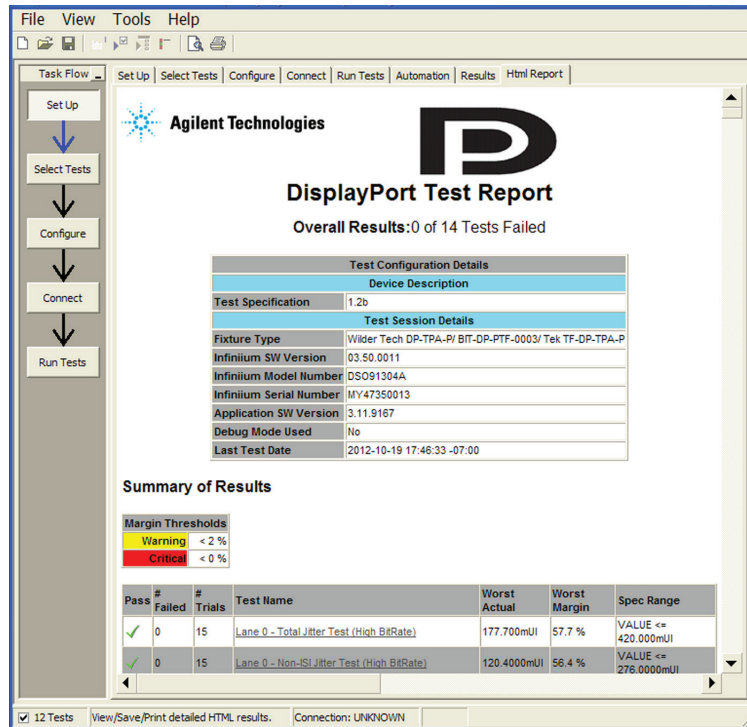 File View Tools Help
Task Flow
Set Up Select Tests Configure Connect Run Tests Automation Results Html Report
Set Up
Select Tests
Configure
Connect
Run Tests
Agilent Technologies
DisplayPort Test Report
Overall Results:0 of 14 Tests Failed
Test Configuration Details
Device Description
Test Specification 1.2b
Test Session Details
Fixture Type Wilder Tech DP-TPA-P/ BIT-DP-PTF-0003/ Tek TF-DP-TPA-P
Infiniium SW Version 03.50.0011
Infiniium Model Number DSO91304A
Infiniium Serial Number MY47350013
Application SW Version 3.11.9167
Debug Mode Used No
Last Test Date 2012-10-19 17:46:33 -07:00
Summary of Results
Margin Thresholds
Warning < 2 %
Critical < 0 %
Pass # Failed # Trials Test Name Worst Actual Worst Margin Spec Range
0 15 Lane 0 - Total Jitter Test (High BitRate) 177.700mUI 57.7 % VALUE <= 420.000mUI
0 15 Lane 0 - Non-ISI Jitter Test (High BitRate) 120.4000mUI 56.4 % VALUE <= 276.0000mUI
12 Tests View/Save/Print detailed HTML results. Connection: UNKNOWN